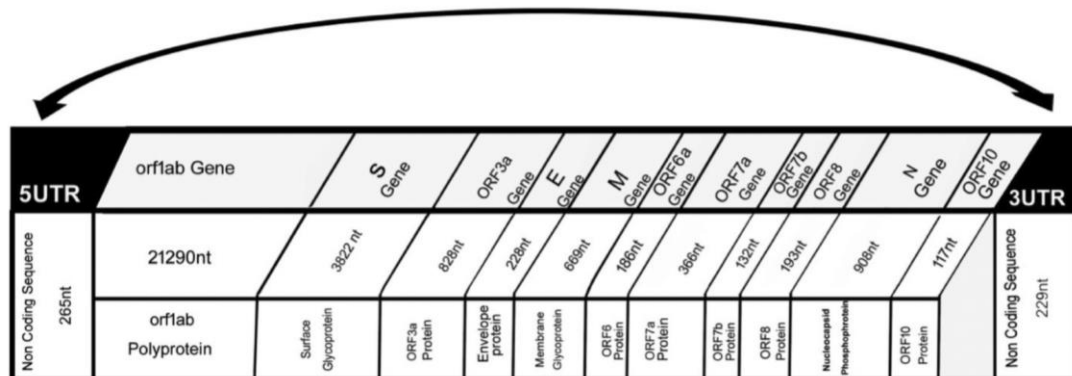 5UTR
orf1ab Gene
S
Gene
ORF3a
Gene
E
Gene
M
Gene
ORF6a
Gene
ORF7a
Gene
ORF7b
Gene
ORF8
Gene
N
Gene
ORF10
Gene
3UTR
Non Coding Sequence
265nt
21290nt
3822 nt
828nt
228nt
669nt
186nt
366nt
132nt
193nt
908nt
117nt
Non Coding Sequence
229nt
orf1ab
Polyprotein
Surface
Glycoprotein
ORF3a
Protein
Envelope
protein
Membrane
Glycoprotein
ORF6
Protein
ORF7a
Protein
ORF7b
Protein
ORF8
Protein
Nucleocapsid
Phosphophrotein
ORF10
Protein